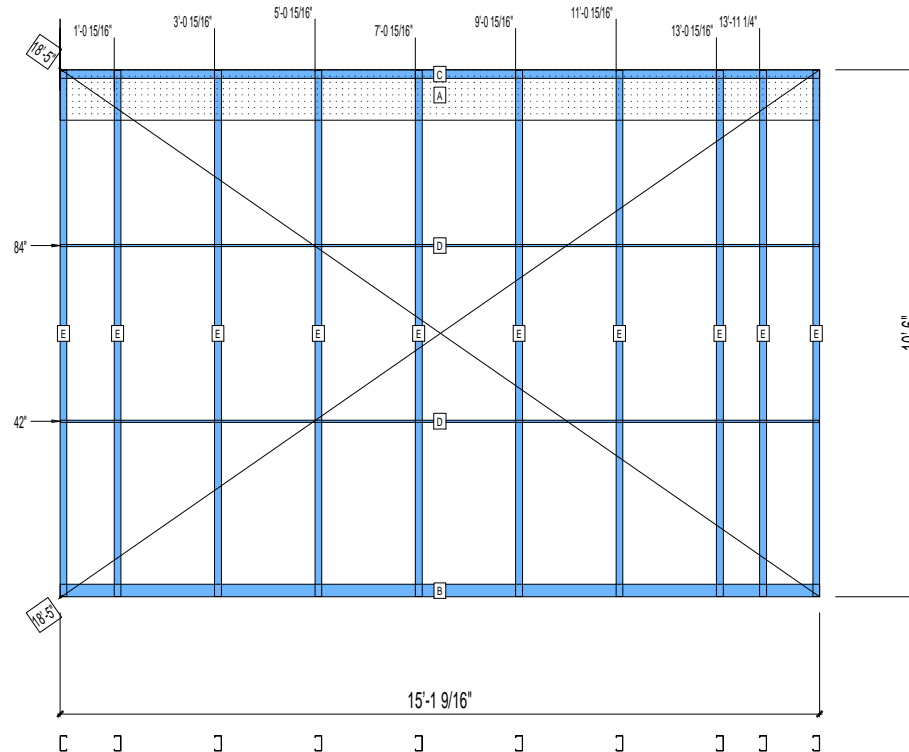 5'-0 15/16"
11'-0 15/16"
3'-0 15/16"
9'-0 15/16"
13'-11 1/4"
1'-0 15/16"
7'-0 15/16"
13'-0 15/16"
18'-5"
C
A
84"
D
E E E E E E E E E E
10'-6"
42"
D
B
18'-5"
15'-1 9/16"